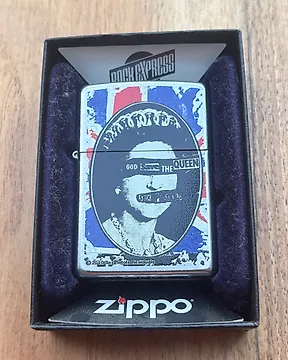 ROCK EXPRESS
GOD Save THE QUEEN
SEX PISTOLS
zippo